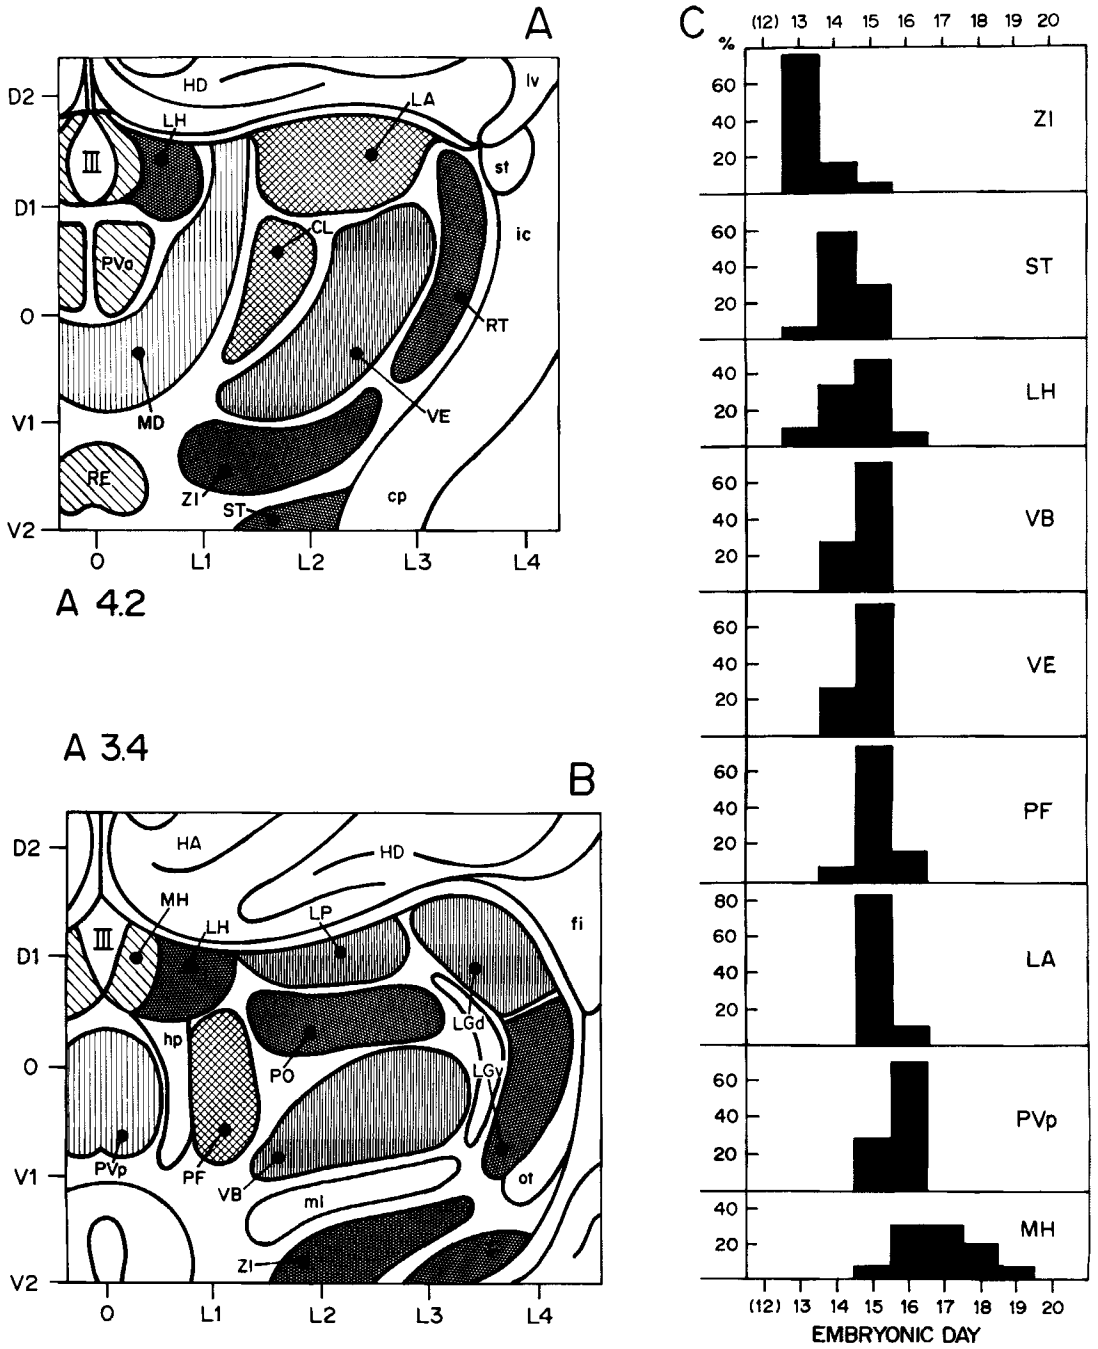 A
D2
D1
O
V1
V2
HD
lv
LH
LA
III
st
CL
ic
PVa
RT
MD
VE
RE
ZI
ST
cp
O L1 L2 L3 L4
A 4.2
A 3.4
B
D2
D1
O
V1
V2
HA
HD
MH
LH
LP
fi
III
hp
LGd
PO
LGv
PVp
PF
VB
ml
ot
ZI
O L1 L2 L3 L4
C
(12) 13 14 15 16 17 18 19 20
%
60
40
20
ZI
60
40
20
ST
40
20
LH
60
40
20
VB
60
40
20
VE
60
40
20
PF
80
60
40
20
LA
60
40
20
PVp
40
20
MH
(12) 13 14 15 16 17 18 19 20
EMBRYONIC DAY